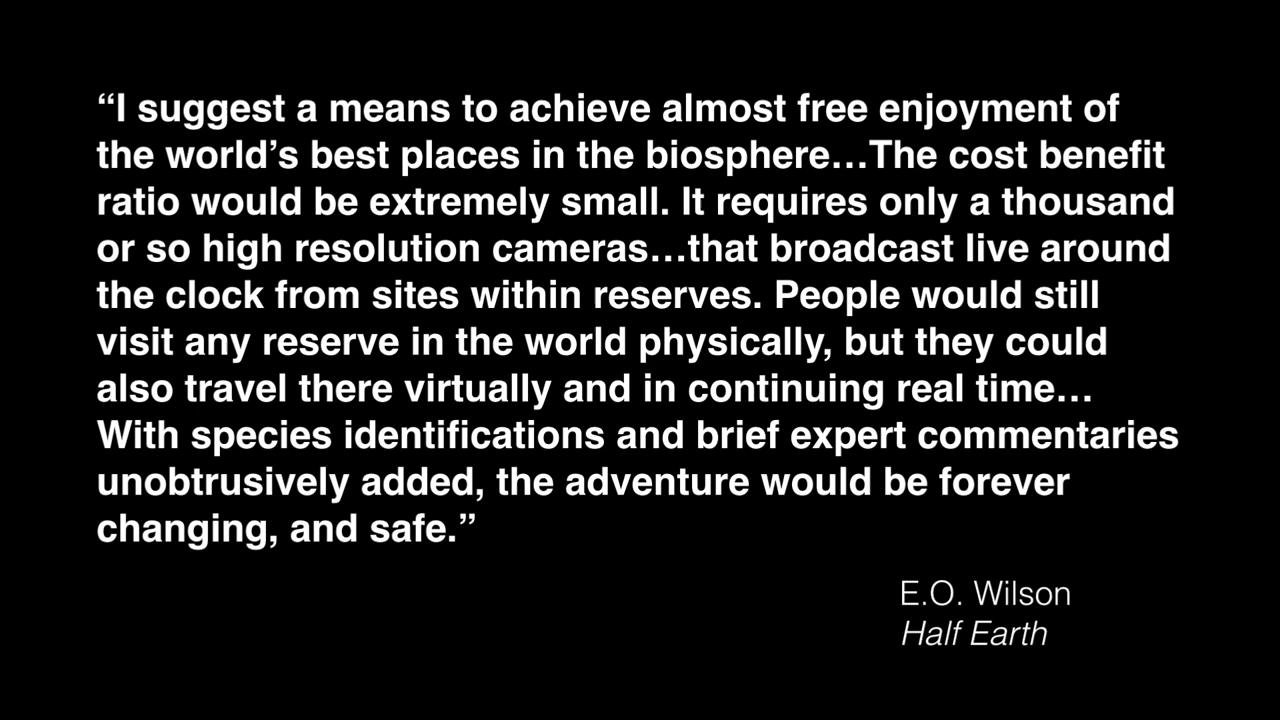 “I suggest a means to achieve almost free enjoyment of
the world’s best places in the biosphere…The cost benefit
ratio would be extremely small. It requires only a thousand
or so high resolution cameras…that broadcast live around
the clock from sites within reserves. People would still
visit any reserve in the world physically, but they could
also travel there virtually and in continuing real time…
With species identifications and brief expert commentaries
unobtrusively added, the adventure would be forever
changing, and safe.”
E.O. Wilson
Half Earth